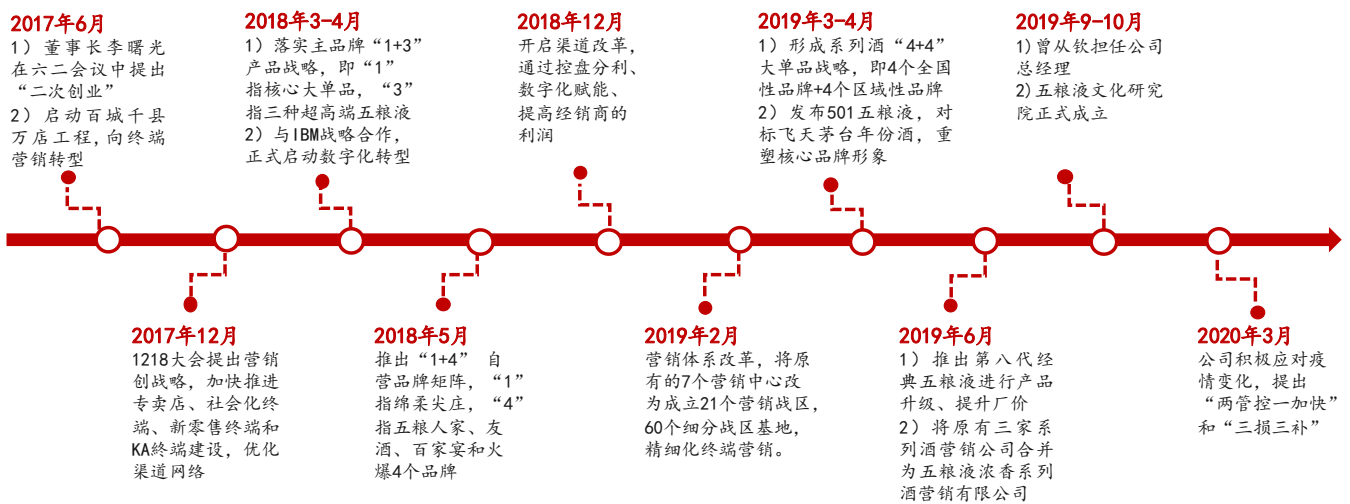 2017年6月
1）董事长李曙光
在六二会议中提出
“二次创业”
2）启动百城千县
万店工程,向终端
营销转型
2018年3-4月
1）落实主品牌“1+3”
产品战略，即“1”
指核心大单品，“3”
指三种超高端五粮液
2）与IBM战略合作，
正式启动数字化转型
2018年12月
开启渠道改革，
通过控盘分利、
数字化赋能、
提高经销商的
利润
2019年3-4月
1）形成系列酒“4+4”
大单品战略，即4个全国
性品牌+4个区域性品牌
2）发布501五粮液，对
标飞天茅台年份酒，重
塑核心品牌形象
2019年9-10月
1)曾从钦担任公司
总经理
2)五粮液文化研究
院正式成立
2017年12月
1218大会提出营销
创战略，加快推进
专卖店、社会化终
端、新零售终端和
KA终端建设，优化
渠道网络
2018年5月
推出“1+4” 自
营品牌矩阵，“1”
指绵柔尖庄，“4”
指五粮人家、友
酒、百家宴和火
爆4个品牌
2019年2月
营销体系改革，将原
有的7个营销中心改
为成立21个营销战区，
60个细分战区基地，
精细化终端营销。
2019年6月
1）推出第八代经
典五粮液进行产品
升级、提升厂价
2）将原有三家系
列酒营销公司合并
为五粮液浓香系列
酒营销有限公司
2020年3月
公司积极应对疫
情变化，提出
“两管控一加快”
和“三损三补”